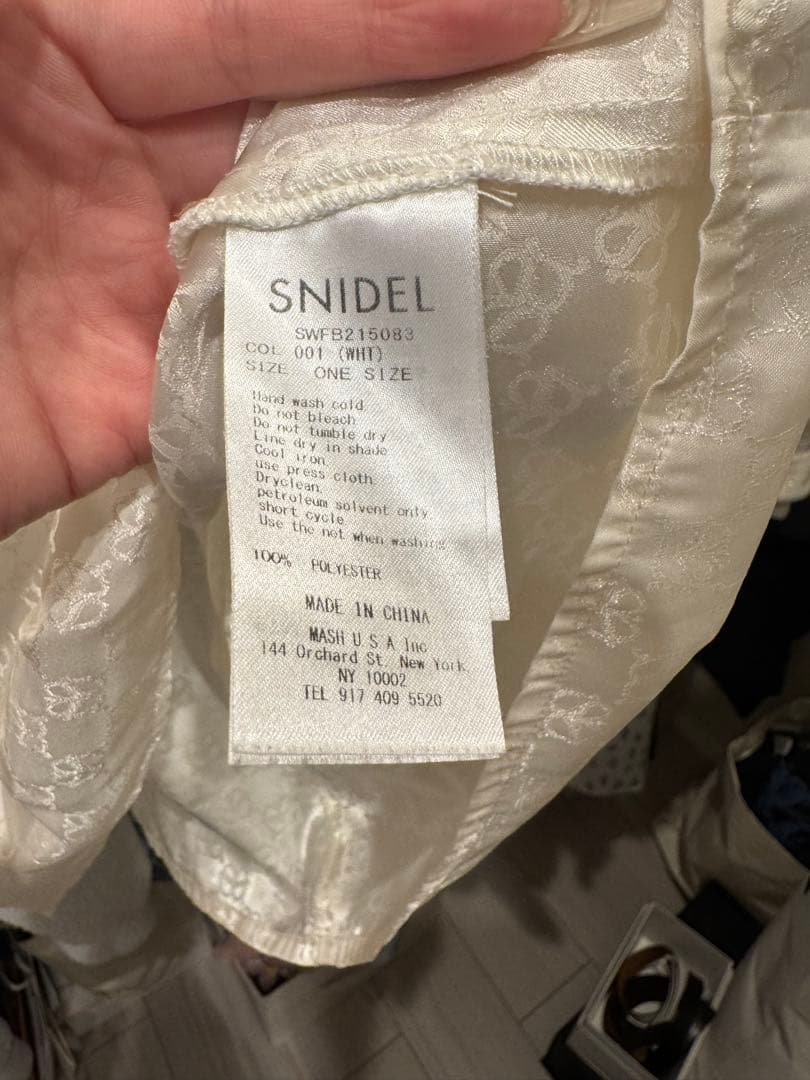 SNIDEL
SWFB215083
COL 001 (WHT)
SIZE ONE SIZE
Hand wash cold
Do not bleach
Do not tumble dry
Line dry in shade
Cool iron
use press cloth
Dryclean.
petroleum solvent only
short cycle
Use the not when washing
100% POLYESTER
MADE IN CHINA
MASH U S A Inc
144 Orchard St. New York
NY 10002
TEL 917 409 5520